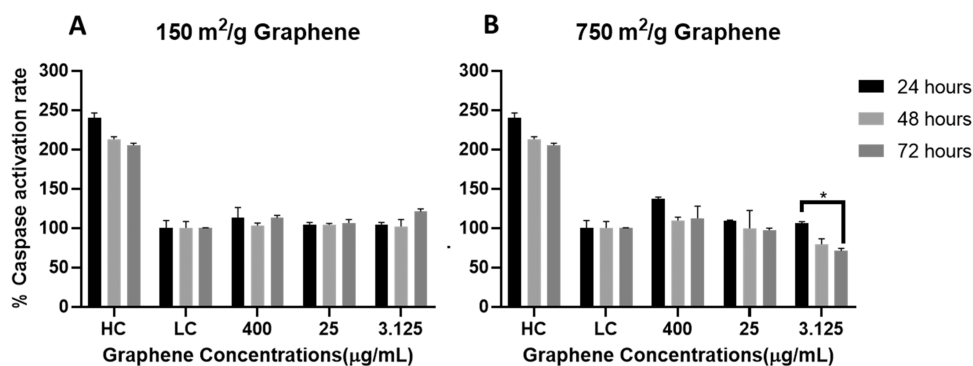 A
150 m²/g Graphene
% Caspase activation rate
300
250
200
150
100
50
0
HC LC 400 25 3.125
Graphene Concentrations(µg/mL)
B
750 m²/g Graphene
300
250
200
150
100
50
0
*
HC LC 400 25 3.125
Graphene Concentrations(µg/mL)
24 hours
48 hours
72 hours